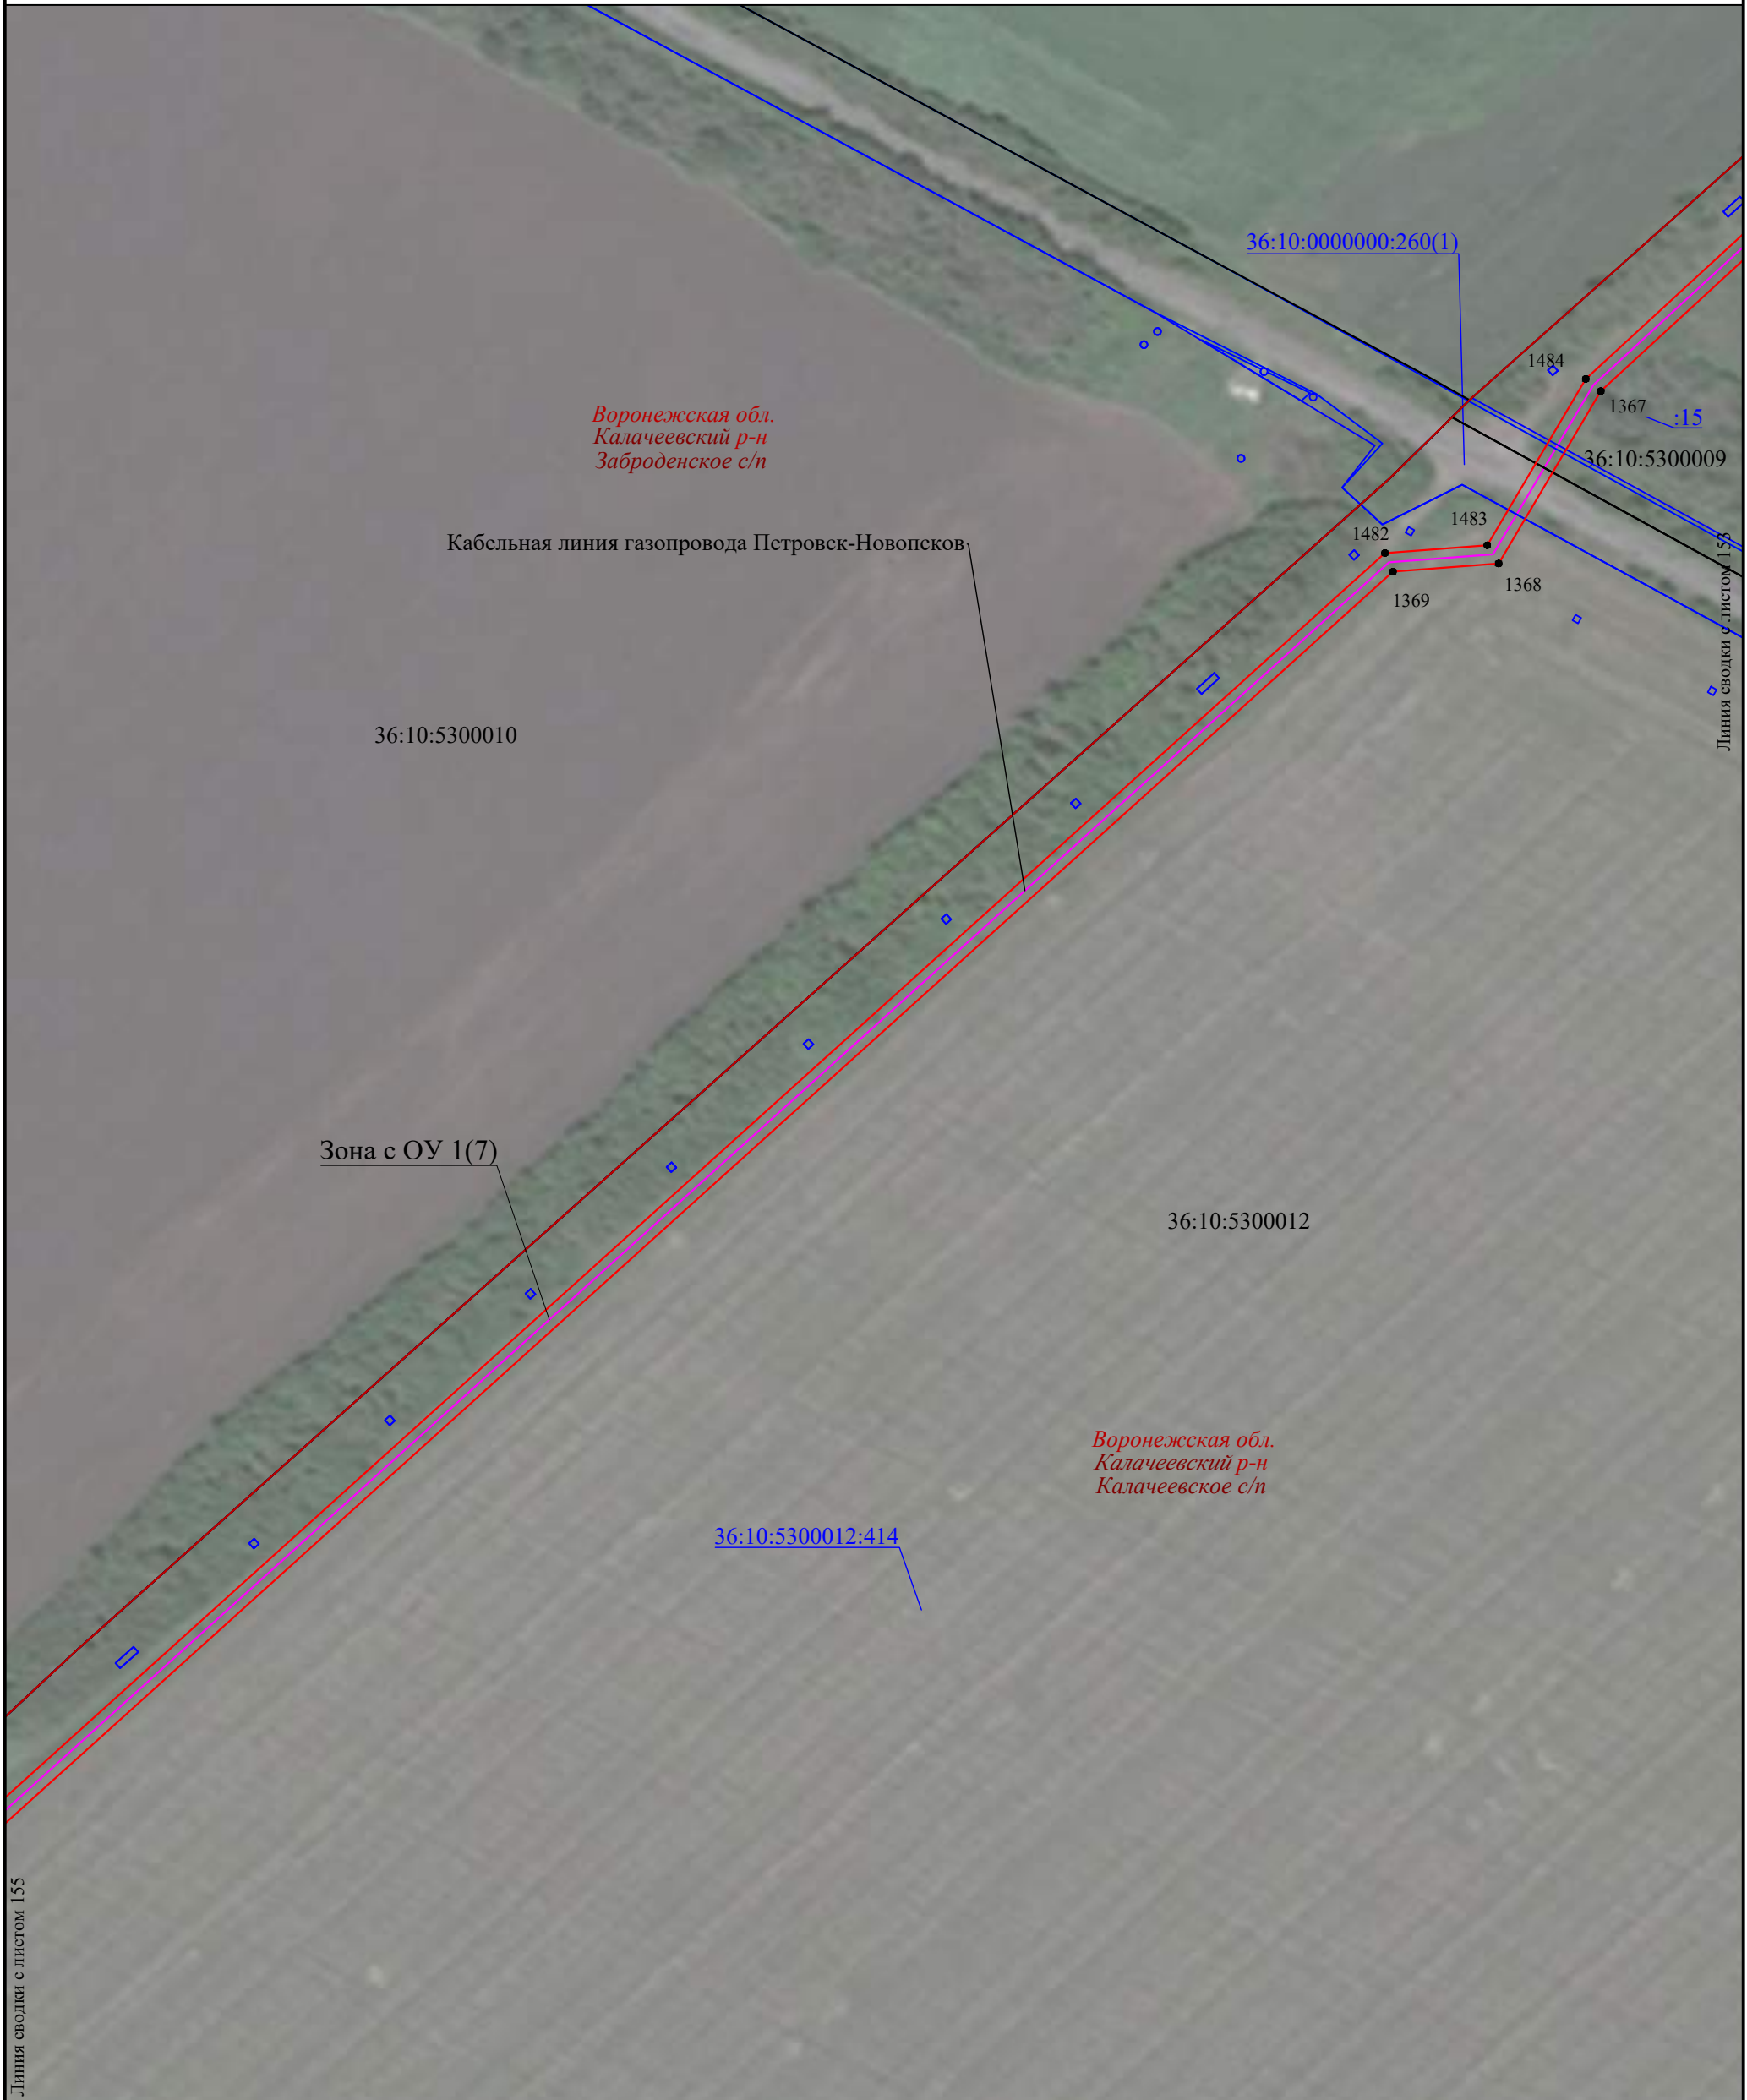 36:10:0000000:260(1)
1484
1367
:15
36:10:5300009
Воронежская обл.
Калачеевский р-н
Заброденское с/п
Кабельная линия газопровода Петровск-Новопсков
1482
1483
1368
1369
Линия сводки с листом 153
36:10:5300010
Зона с ОУ 1(7)
36:10:5300012
Воронежская обл.
Калачеевский р-н
Калачеевское с/п
36:10:5300012:414
Линия сводки с листом 155